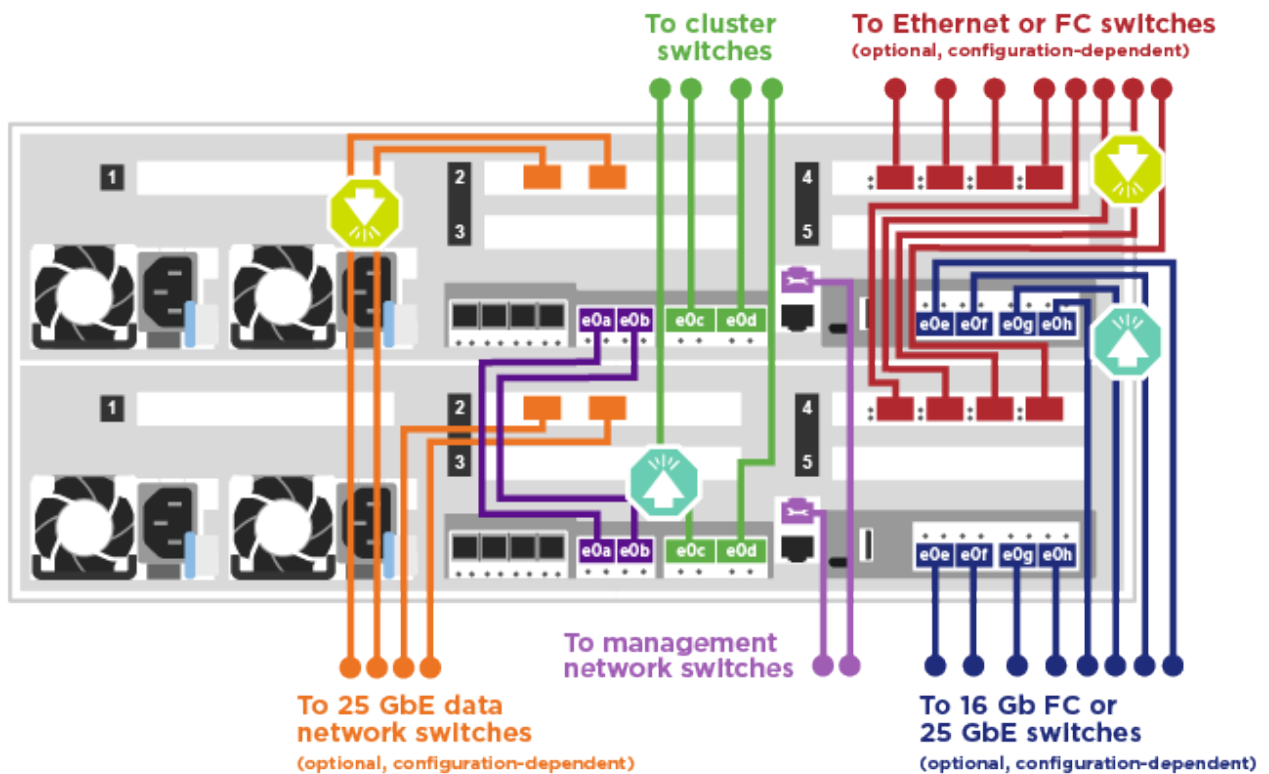 To cluster
switches
To Ethernet or FC switches
(optional, configuration-dependent)
1
2
4
3
5
e0a e0b e0c e0d
e0e e0f e0g e0h
1
2
4
3
5
e0a e0b e0c e0d
e0e e0f e0g e0h
To management
network switches
To 25 GbE data
network switches
(optional, configuration-dependent)
To 16 Gb FC or
25 GbE switches
(optional, configuration-dependent)